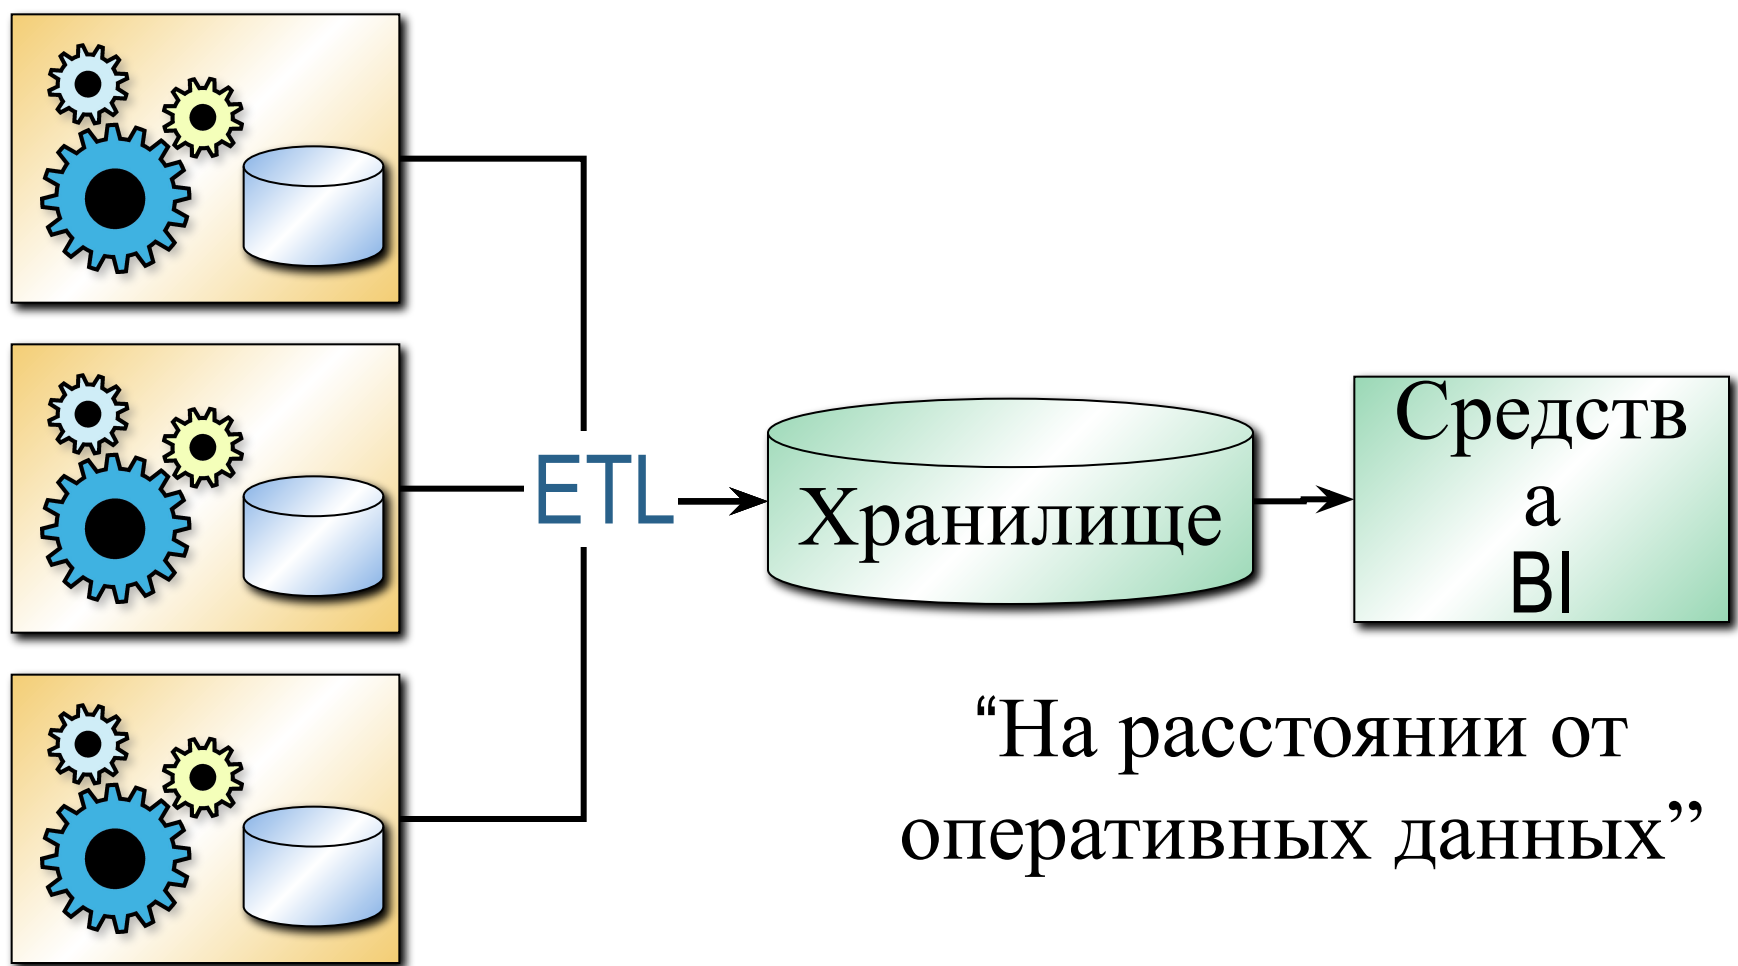 ETL
Хранилище
Средств
а
BI
“На расстоянии от
оперативных данных”